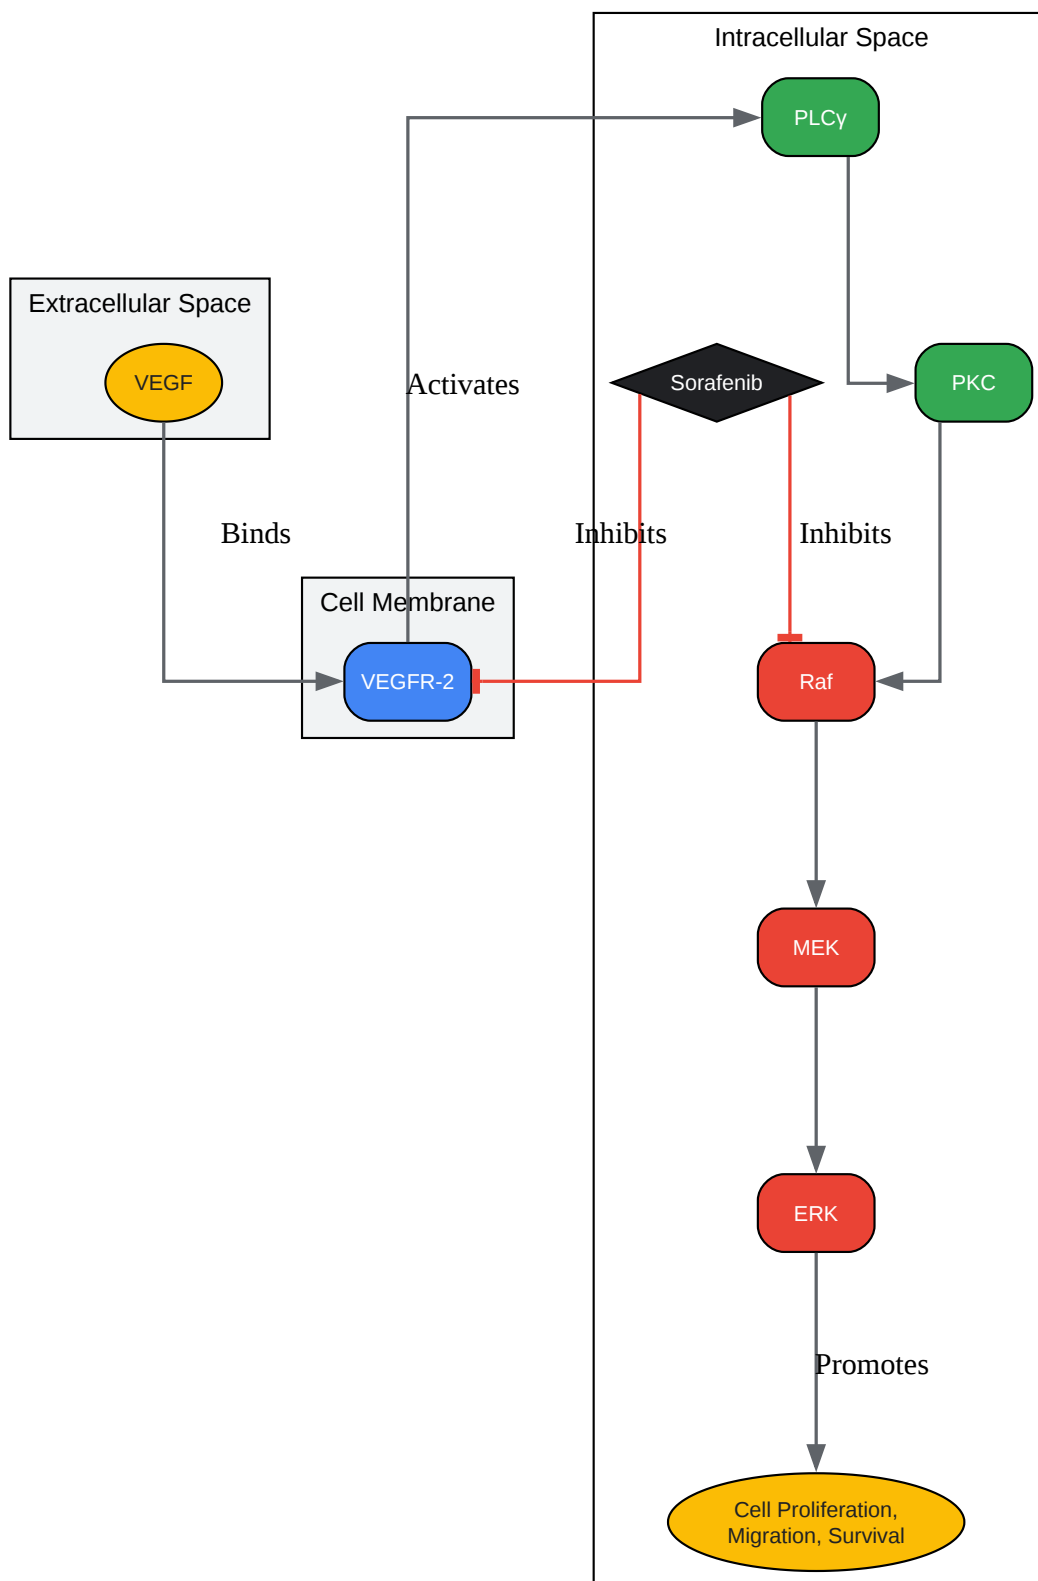 Intracellular Space
PLCγ
Extracellular Space
VEGF
Activates
Sorafenib
PKC
Binds
Inhibits
Inhibits
Cell Membrane
VEGFR-2
Raf
MEK
ERK
Promotes
Cell Proliferation,
Migration, Survival